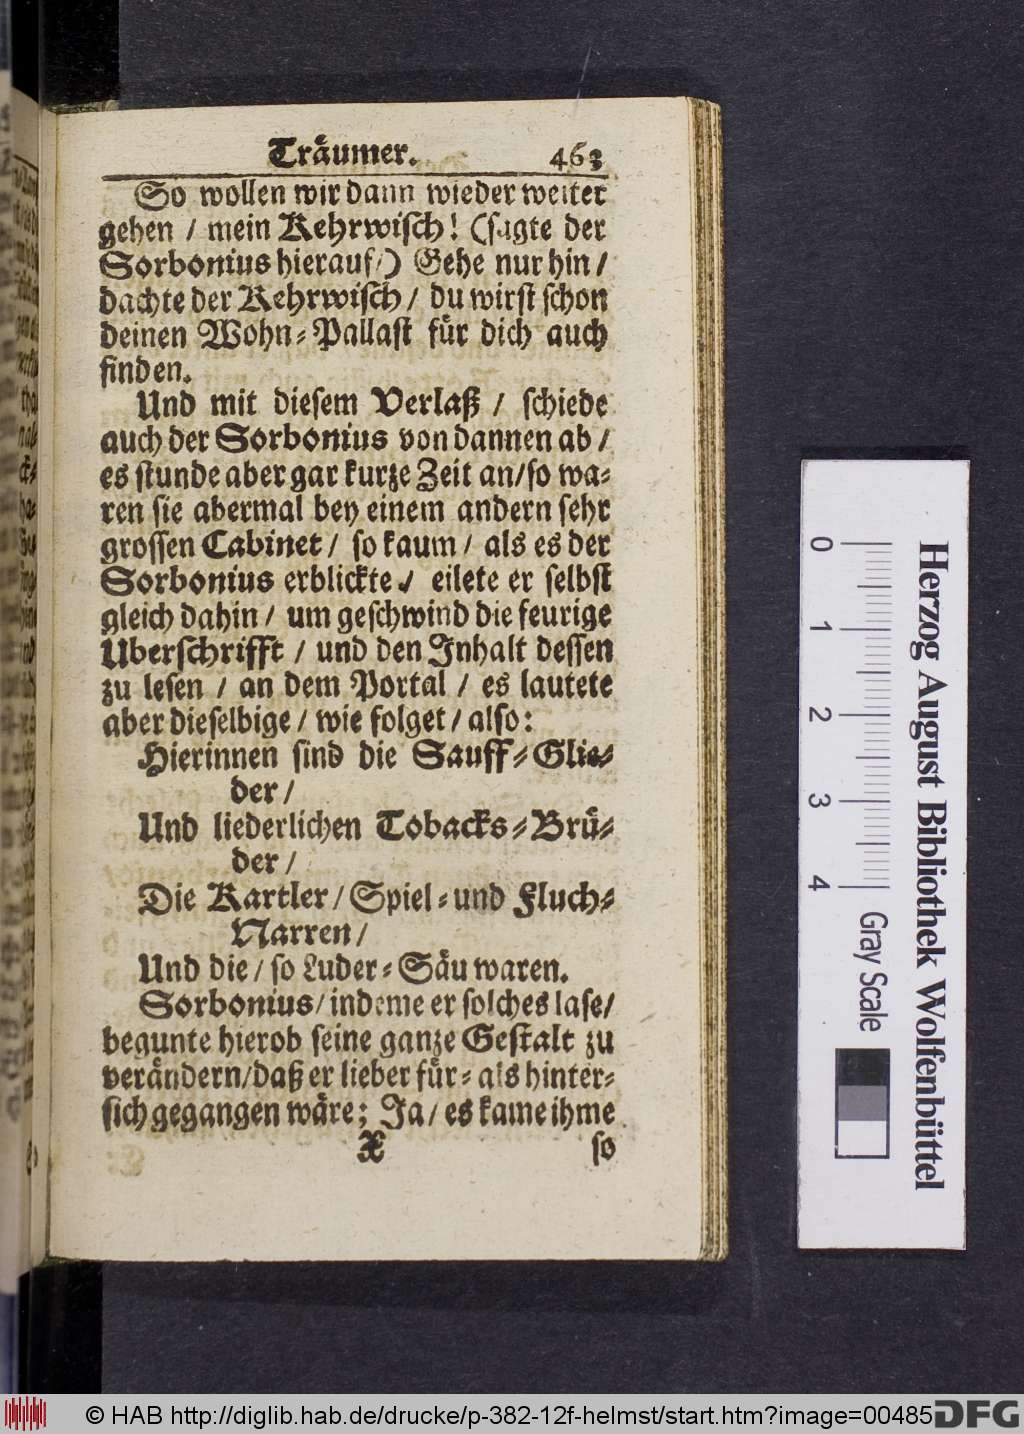 Träumer. 463
So wollen wir dann wieder weiter
gehen / mein Kehrwisch! (sagte der
Sorbonius hierauf/) Gehe nur hin /
dachte der Kehrwisch / du wirst schon
deinen Wohn-Pallast für dich auch
finden.
Und mit diesem Verlaß / schiede
auch der Sorbonius von dannen ab /
es stunde aber gar kurze Zeit an/so wa-
ren sie abermal bey einem andern sehr
grossen Cabinet / so kaum / als es der
Sorbonius erblickte / eilete er selbst
gleich dahin / um geschwind die feurige
Uberschrifft / und den Inhalt dessen
zu lesen / an dem Portal / es lautete
aber dieselbige / wie folget / also:
Hierinnen sind die Sauff-Glie-
der /
Und liederlichen Tobacks-Brü-
der /
Die Kartler / Spiel- und Fluch-
Narren /
Und die / so Luder-Säu waren.
Sorbonius / indeme er solches lase /
begunte hierob seine ganze Gestalt zu
verändern/daß er lieber für- als hinter-
sich gegangen wäre; Ja / es kame ihme
X so
Herzog August Bibliothek Wolfenbüttel
0 1 2 3 4 Gray Scale
© HAB http://diglib.hab.de/drucke/p-382-12f-helmst/start.htm?image=00485
DFG